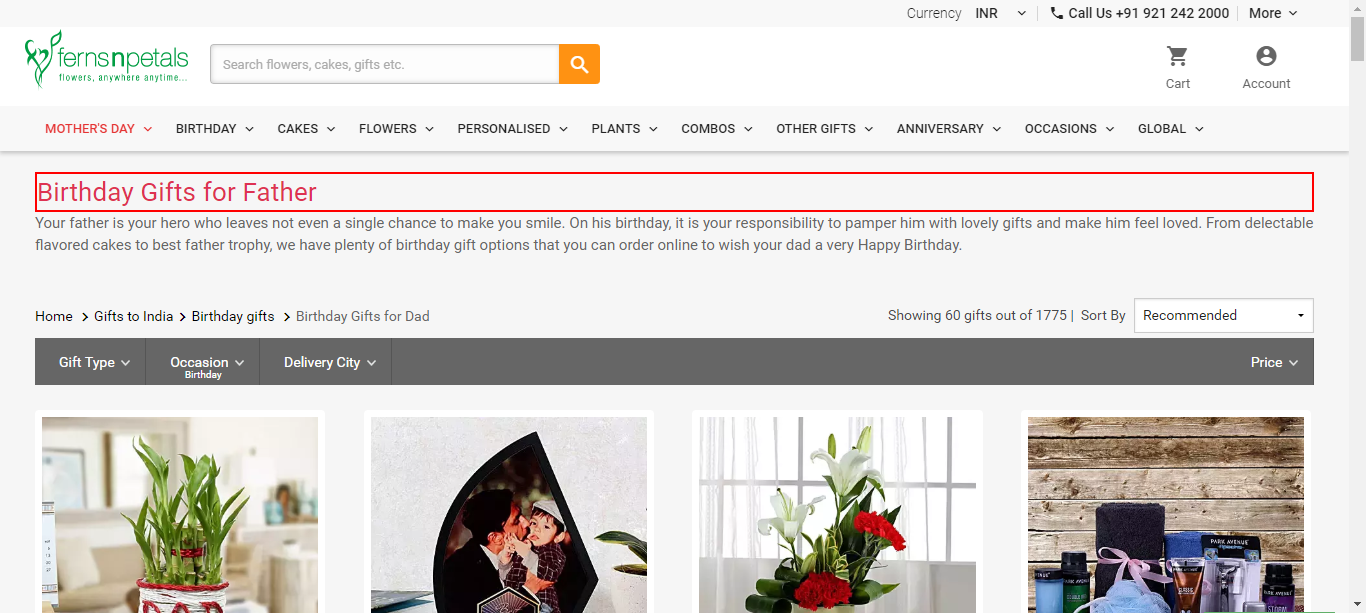 Currency INR Call Us +91 921 242 2000 More
fernsnpetals
flowers, anywhere anytime...
Search flowers, cakes, gifts etc.
Cart Account
MOTHER'S DAY BIRTHDAY CAKES FLOWERS PERSONALISED PLANTS COMBOS OTHER GIFTS ANNIVERSARY OCCASIONS GLOBAL
Birthday Gifts for Father
Your father is your hero who leaves not even a single chance to make you smile. On his birthday, it is your responsibility to pamper him with lovely gifts and make him feel loved. From delectable
flavored cakes to best father trophy, we have plenty of birthday gift options that you can order online to wish your dad a very Happy Birthday.
Home > Gifts to India > Birthday gifts > Birthday Gifts for Dad
Showing 60 gifts out of 1775 | Sort By Recommended
Gift Type Occasion Delivery City Price
Birthday
PARK AVENUE
AVENUE
PARK AVENUE
PARK AVENUE
STORM